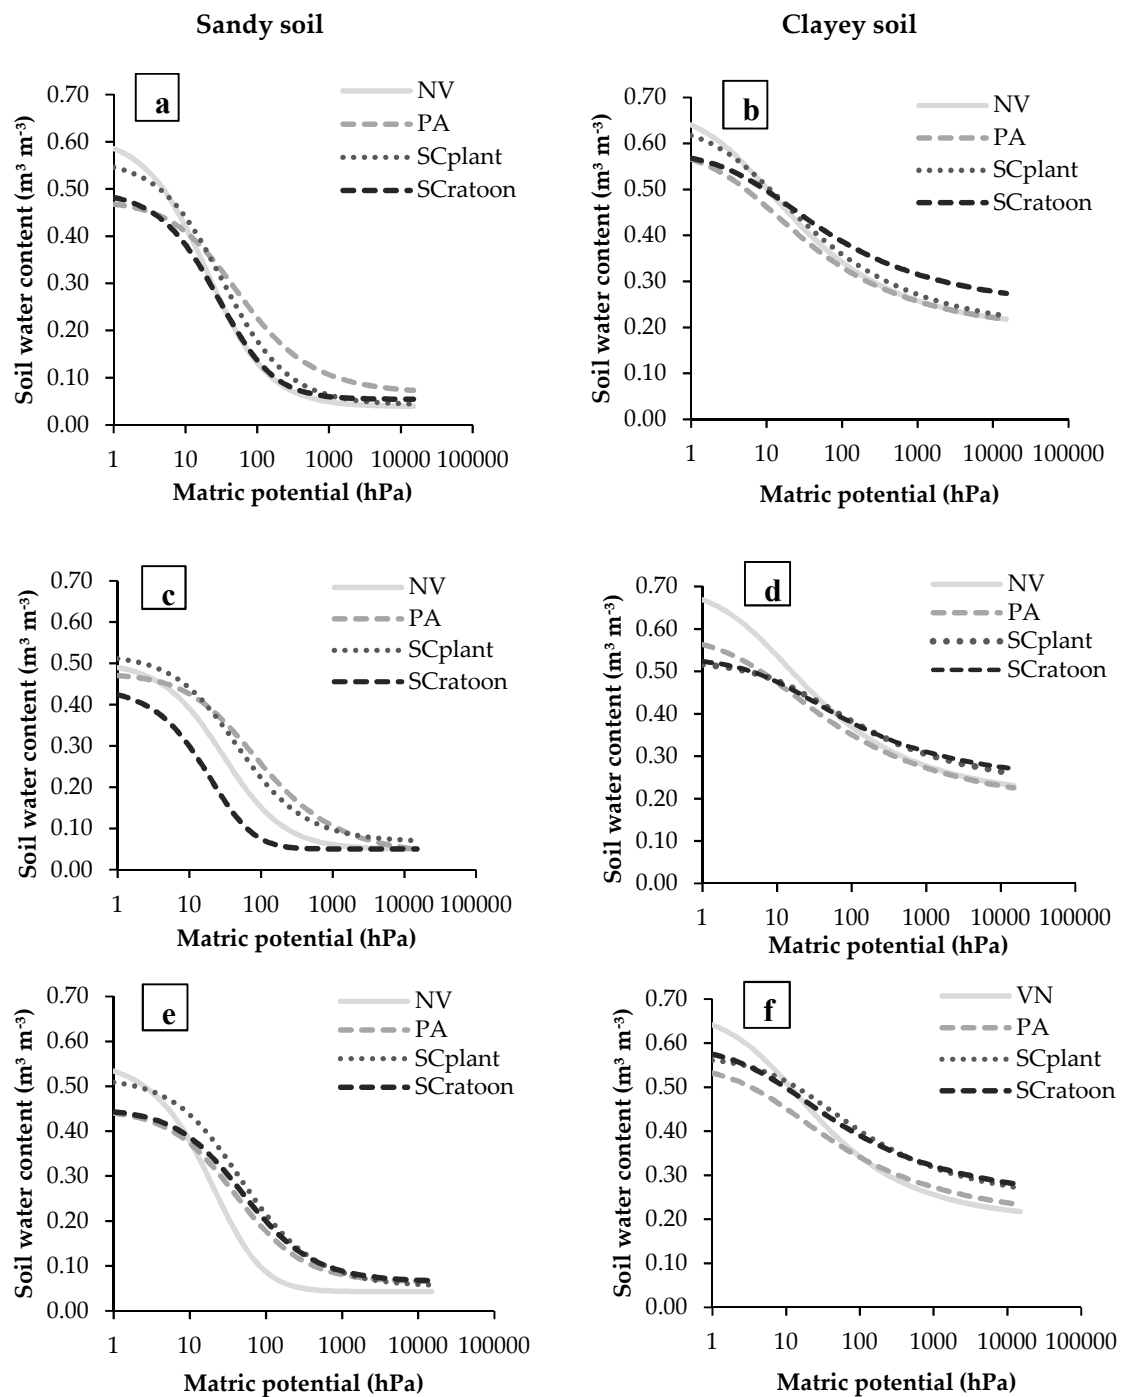 Sandy soil
Clayey soil
a
NV
PA
SCplant
SCratoon
Soil water content (m³ m⁻³)
0.70
0.60
0.50
0.40
0.30
0.20
0.10
0.00
1 10 100 1000 10000 100000
Matric potential (hPa)
b
NV
PA
SCplant
SCratoon
Soil water content (m³ m⁻³)
0.70
0.60
0.50
0.40
0.30
0.20
0.10
0.00
1 10 100 1000 10000 100000
Matric potential (hPa)
c
NV
PA
SCplant
SCratoon
Soil water content (m³ m⁻³)
0.70
0.60
0.50
0.40
0.30
0.20
0.10
0.00
1 10 100 1000 10000 100000
Matric potential (hPa)
d
NV
PA
SCplant
SCratoon
Soil water content (m³ m⁻³)
0.70
0.60
0.50
0.40
0.30
0.20
0.10
0.00
1 10 100 1000 10000 100000
Matric potential (hPa)
e
NV
PA
SCplant
SCratoon
Soil water content (m³ m⁻³)
0.70
0.60
0.50
0.40
0.30
0.20
0.10
0.00
1 10 100 1000 10000 100000
Matric potential (hPa)
f
VN
PA
SCplant
SCratoon
Soil water content (m³ m⁻³)
0.70
0.60
0.50
0.40
0.30
0.20
0.10
0.00
1 10 100 1000 10000 100000
Matric potential (hPa)